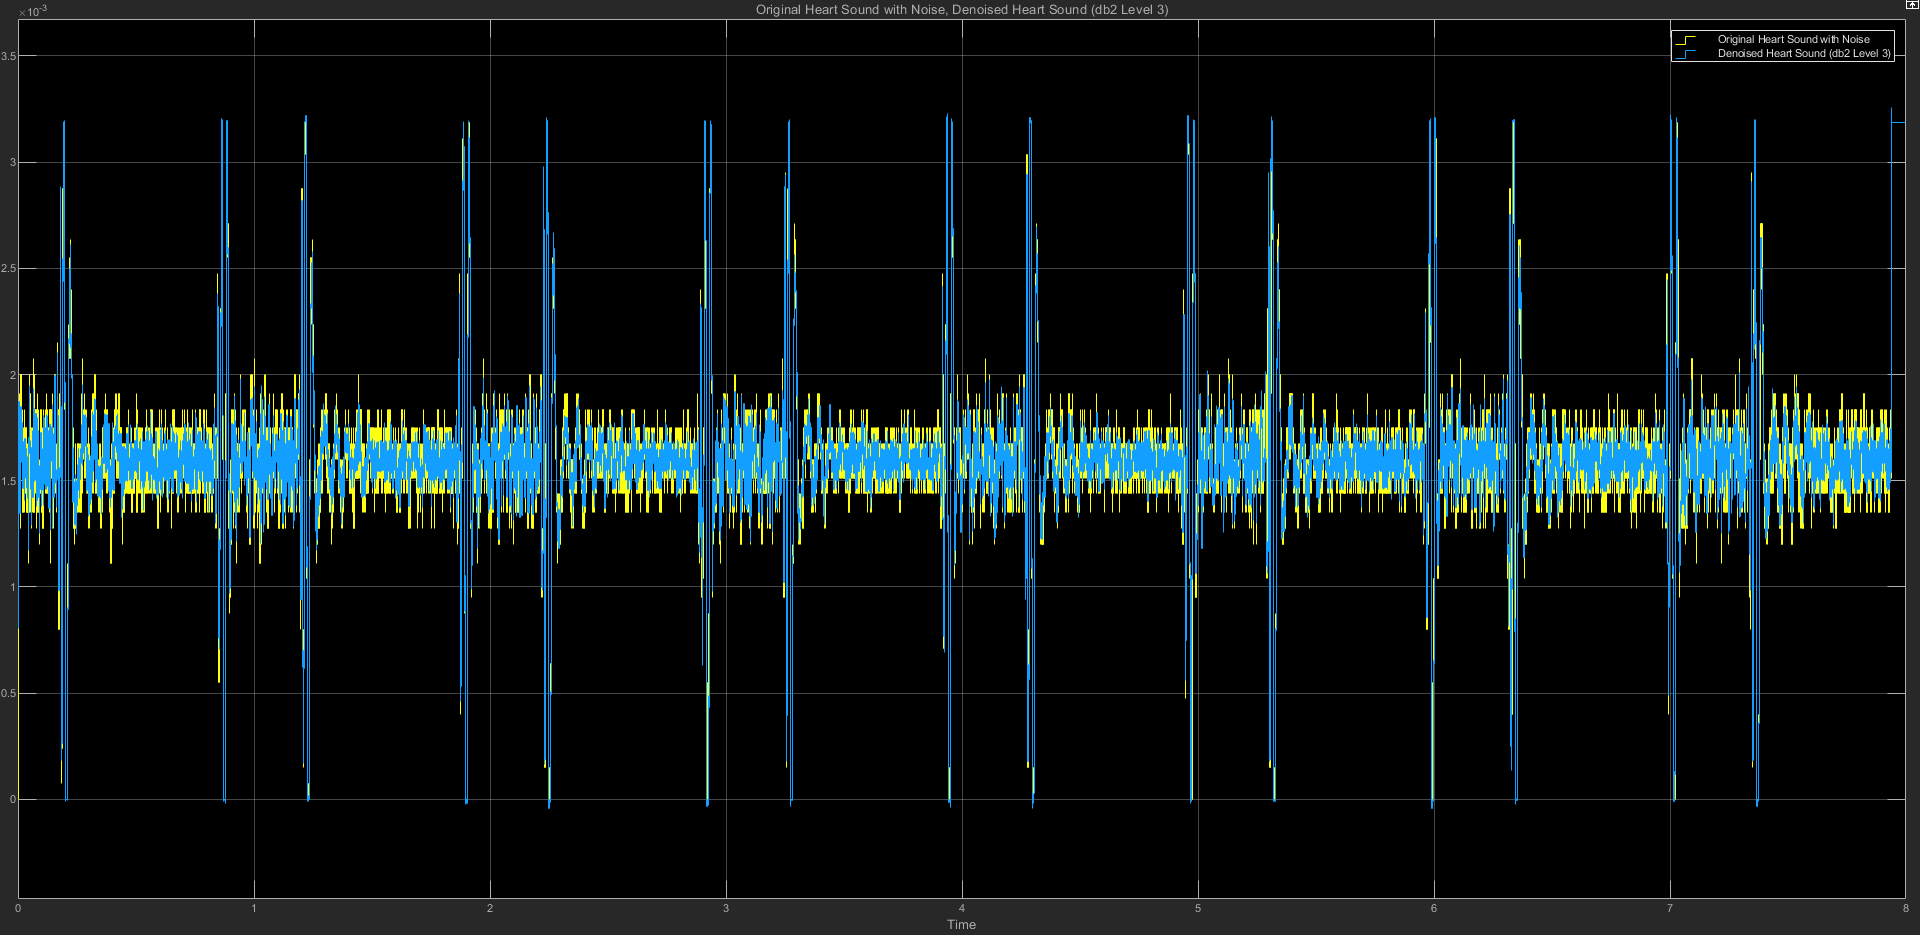 Original Heart Sound with Noise, Denoised Heart Sound (db2 Level 3)
×10⁻³
Original Heart Sound with Noise
Denoised Heart Sound (db2 Level 3)
3.5
3
2.5
2
1.5
1
0.5
0
0 1 2 3 4 5 6 7 8
Time